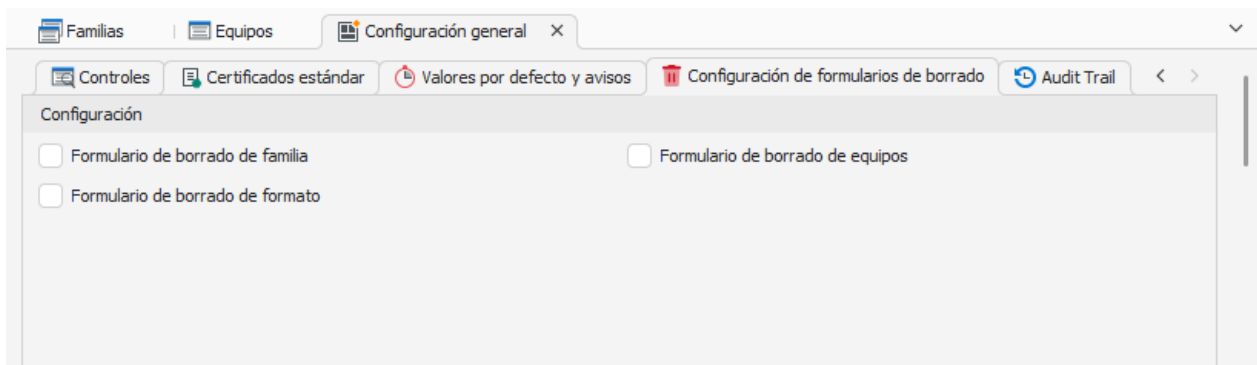 Familias
Equipos
Configuración general
Controles
Certificados estándar
Valores por defecto y avisos
Configuración de formularios de borrado
Audit Trail
Configuración
Formulario de borrado de familia
Formulario de borrado de equipos
Formulario de borrado de formato